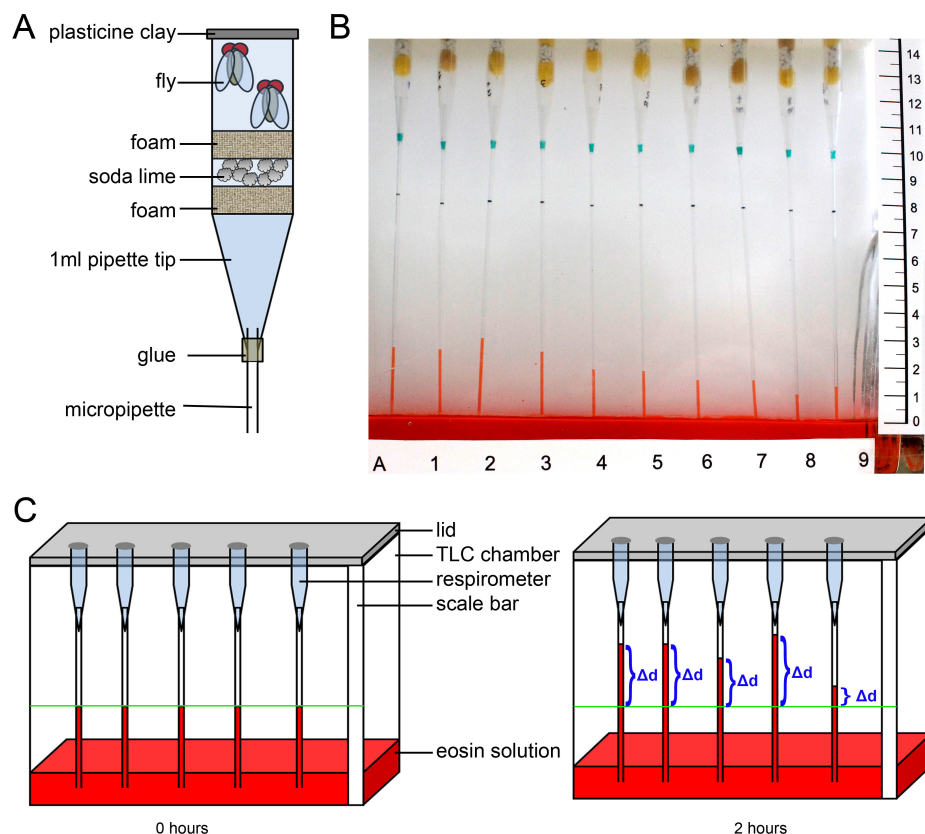 A
plasticine clay
fly
foam
soda lime
foam
1ml pipette tip
glue
micropipette
B
14
13
12
11
10
9
8
7
6
5
4
3
2
1
0
A 1 2 3 4 5 6 7 8 9
C
lid
TLC chamber
respirometer
scale bar
eosin solution
0 hours
Δd Δd Δd Δd Δd
2 hours